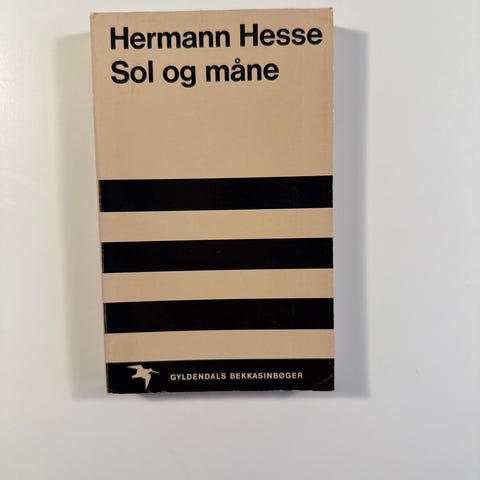 Hermann Hesse
Sol og måne
GYLDENDALS BEKKASINBØGER